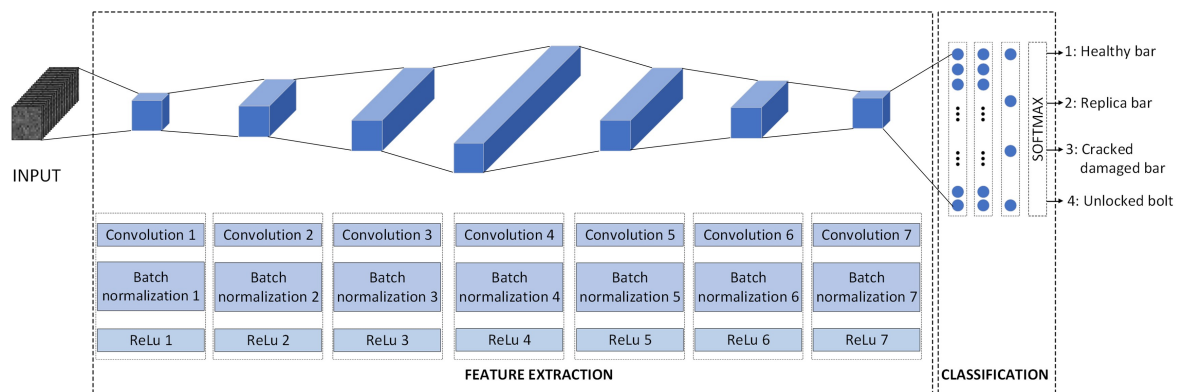 INPUT
1: Healthy bar
2: Replica bar
3: Cracked
damaged bar
4: Unlocked bolt
SOFTMAX
Convolution 1
Convolution 2
Convolution 3
Convolution 4
Convolution 5
Convolution 6
Convolution 7
Batch
normalization 1
Batch
normalization 2
Batch
normalization 3
Batch
normalization 4
Batch
normalization 5
Batch
normalization 6
Batch
normalization 7
ReLu 1
ReLu 2
ReLu 3
ReLu 4
ReLu 5
ReLu 6
ReLu 7
FEATURE EXTRACTION
CLASSIFICATION